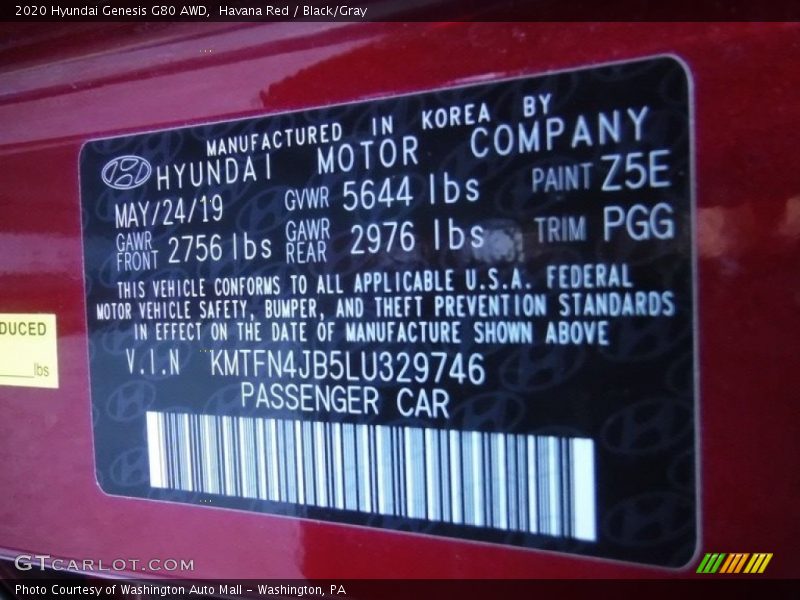 2020 Hyundai Genesis G80 AWD,  Havana Red / Black/Gray
MANUFACTURED IN KOREA BY
HYUNDAI MOTOR COMPANY
MAY/24/19 GVWR 5644 lbs PAINT Z5E
GAWR FRONT 2756 lbs GAWR REAR 2976 lbs TRIM PGG
THIS VEHICLE CONFORMS TO ALL APPLICABLE U.S.A. FEDERAL
MOTOR VEHICLE SAFETY, BUMPER, AND THEFT PREVENTION STANDARDS
IN EFFECT ON THE DATE OF MANUFACTURE SHOWN ABOVE
V.I.N KMTFN4JB5LU329746
PASSENGER CAR
DUCED
lbs
GTCARLOT.COM
Photo Courtesy of Washington Auto Mall - Washington, PA